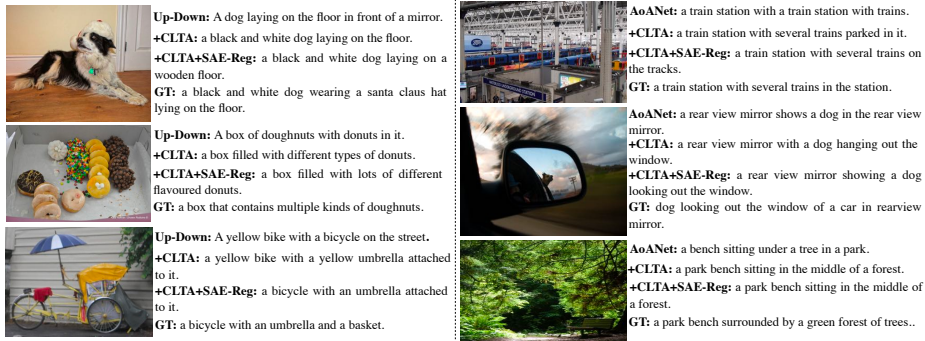 Up-Down: A dog laying on the floor in front of a mirror.
+CLTA: a black and white dog laying on the floor.
+CLTA+SAE-Reg: a black and white dog laying on a
wooden floor.
GT: a black and white dog wearing a santa claus hat
lying on the floor.
Up-Down: A box of doughnuts with donuts in it.
+CLTA: a box filled with different types of donuts.
+CLTA+SAE-Reg: a box filled with lots of different
flavoured donuts.
GT: a box that contains multiple kinds of doughnuts.
Up-Down: A yellow bike with a bicycle on the street.
+CLTA: a yellow bike with a yellow umbrella attached
to it.
+CLTA+SAE-Reg: a bicycle with an umbrella attached
to it.
GT: a bicycle with an umbrella and a basket.
AoANet: a train station with a train station with trains.
+CLTA: a train station with several trains parked in it.
+CLTA+SAE-Reg: a train station with several trains on
the tracks.
GT: a train station with several trains in the station.
AoANet: a rear view mirror shows a dog in the rear view
mirror.
+CLTA: a rear view mirror with a dog hanging out the
window.
+CLTA+SAE-Reg: a rear view mirror showing a dog
looking out the window.
GT: dog looking out the window of a car in rearview
mirror.
AoANet: a bench sitting under a tree in a park.
+CLTA: a park bench sitting in the middle of a forest.
+CLTA+SAE-Reg: a park bench sitting in the middle of
a forest.
GT: a park bench surrounded by a green forest of trees..